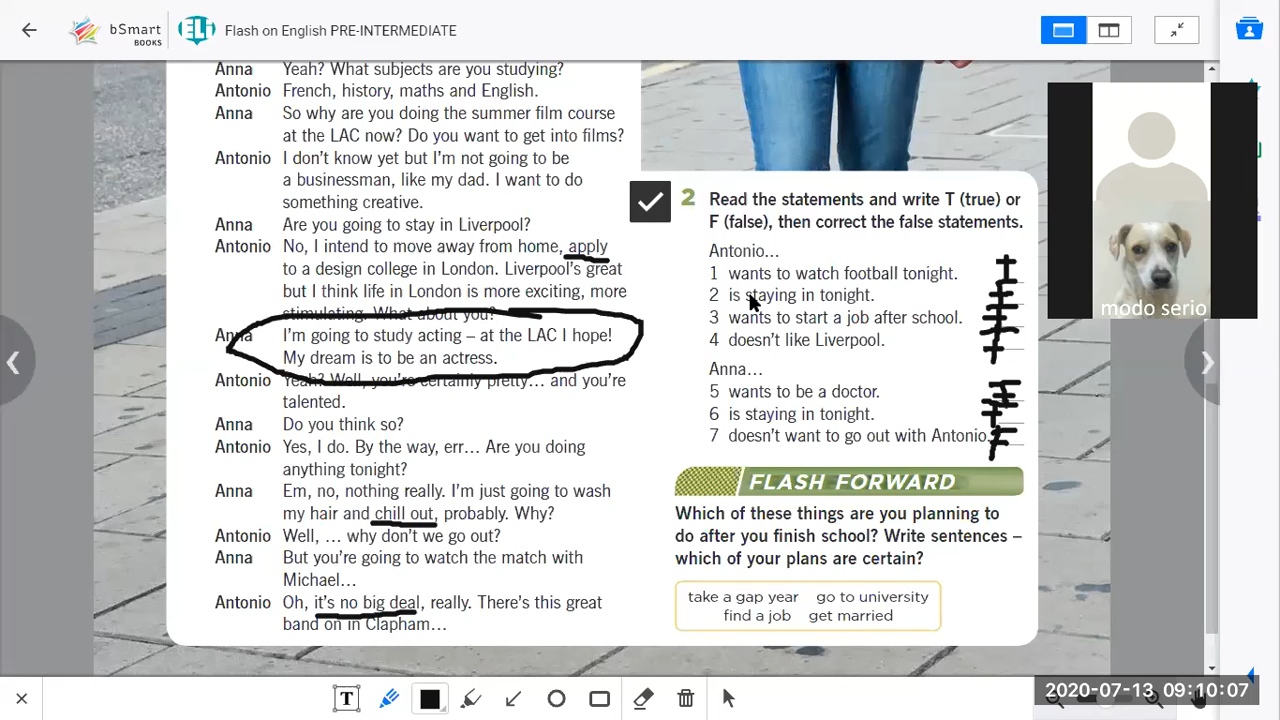 bSmart BOOKS
ELi
Flash on English PRE-INTERMEDIATE
Anna Yeah? What subjects are you studying?
Antonio French, history, maths and English.
Anna So why are you doing the summer film course
at the LAC now? Do you want to get into films?
Antonio I don't know yet but I'm not going to be
a businessman, like my dad. I want to do
something creative.
Anna Are you going to stay in Liverpool?
Antonio No, I intend to move away from home, apply
to a design college in London. Liverpool's great
but I think life in London is more exciting, more
stimulating. What about you?
Anna I'm going to study acting – at the LAC I hope!
My dream is to be an actress.
Antonio Yeah? Well, you're certainly pretty… and you're
talented.
Anna Do you think so?
Antonio Yes, I do. By the way, err… Are you doing
anything tonight?
Anna Em, no, nothing really. I'm just going to wash
my hair and chill out, probably. Why?
Antonio Well, … why don't we go out?
Anna But you're going to watch the match with
Michael…
Antonio Oh, it's no big deal, really. There's this great
band on in Clapham…
2 Read the statements and write T (true) or
F (false), then correct the false statements.
Antonio…
1 wants to watch football tonight.
2 is staying in tonight.
3 wants to start a job after school.
4 doesn't like Liverpool.
Anna…
5 wants to be a doctor.
6 is staying in tonight.
7 doesn't want to go out with Antonio. F
FLASH FORWARD
Which of these things are you planning to
do after you finish school? Write sentences –
which of your plans are certain?
take a gap year go to university
find a job get married
modo serio
T
2020-07-13 09:10:07